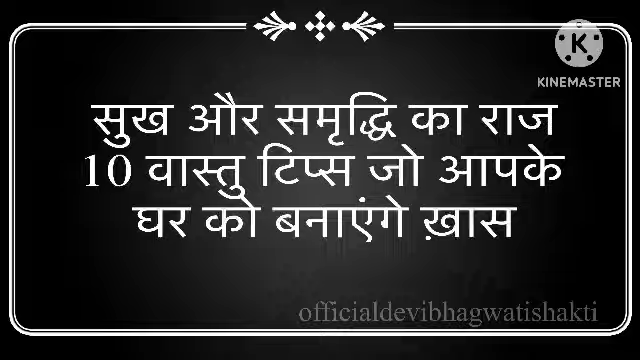 KINEMASTER
सुख और समृद्धि का राज
10 वास्तु टिप्स जो आपके
घर को बनाएंगे ख़ास
officialdevibhagwatishakti